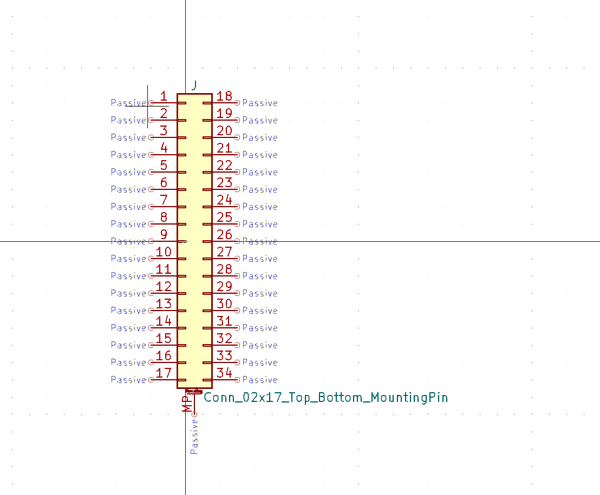 J
Passive 1 18 Passive
Passive 2 19 Passive
Passive 3 20 Passive
Passive 4 21 Passive
Passive 5 22 Passive
Passive 6 23 Passive
Passive 7 24 Passive
Passive 8 25 Passive
Passive 9 26 Passive
Passive 10 27 Passive
Passive 11 28 Passive
Passive 12 29 Passive
Passive 13 30 Passive
Passive 14 31 Passive
Passive 15 32 Passive
Passive 16 33 Passive
Passive 17 34 Passive
MP
Conn_02x17_Top_Bottom_MountingPin
Passive